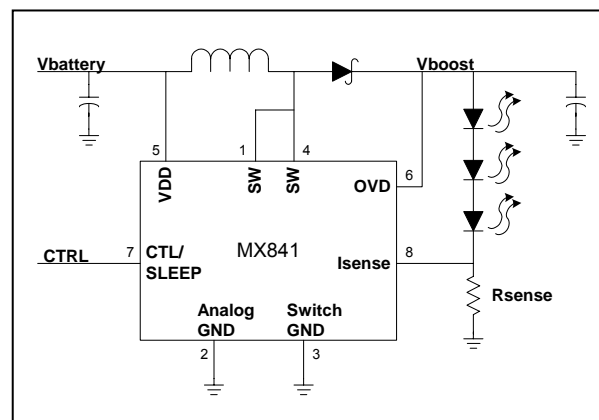 Vbattery
Vboost
5
1
4
VDD
SW
SW
OVD
6
CTRL
7
CTL/
SLEEP
MX841
Isense
8
Rsense
Analog
GND
Switch
GND
2
3